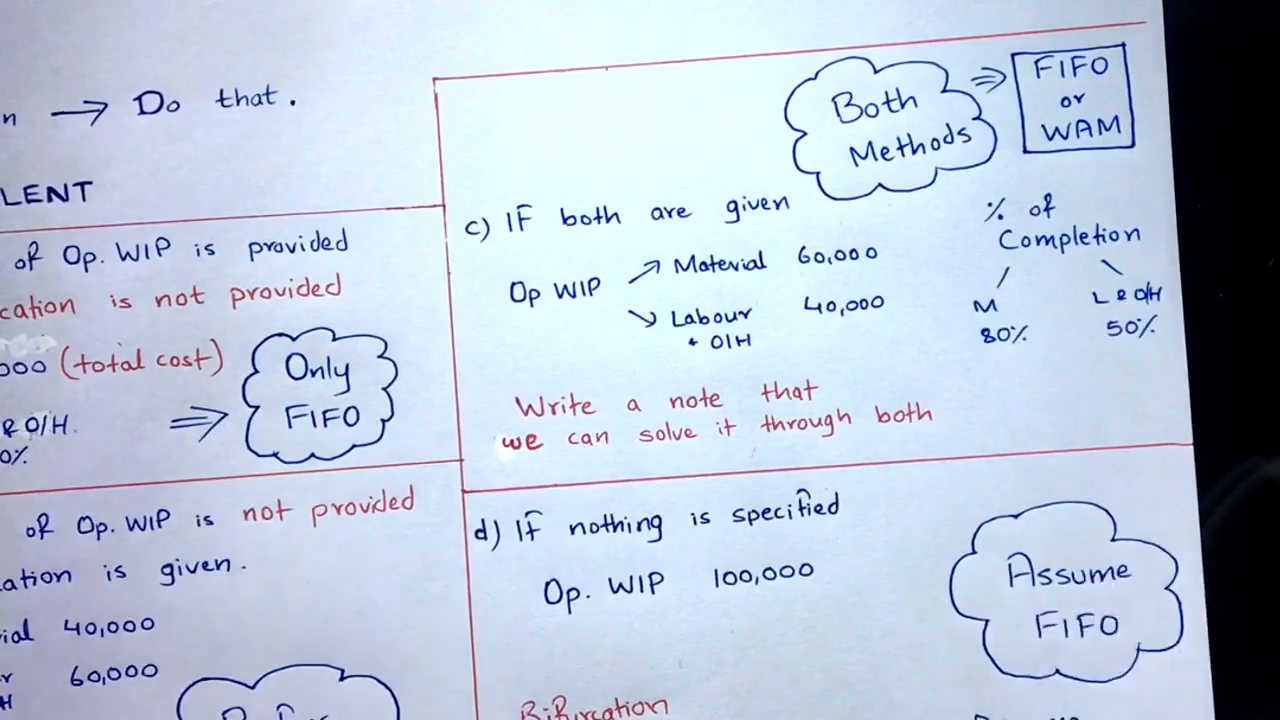 n → Do that.
LENT
of Op. WIP is provided
cation is not provided
000 (total cost)
& O/H. ⇒
0%
Only
FIFO
Both
Methods
⇒
FIFO
or
WAM
c) IF both are given
Op WIP
Material 60,000
Labour 40,000
+ O/H
% of
Completion
M
80%
L & O/H
50%
Write a note that
we can solve it through both
of Op. WIP is not provided
cation is given.
ial 40,000
r 60,000
H
d) If nothing is specified
Op. WIP 100,000
Assume
FIFO
Bifurcation